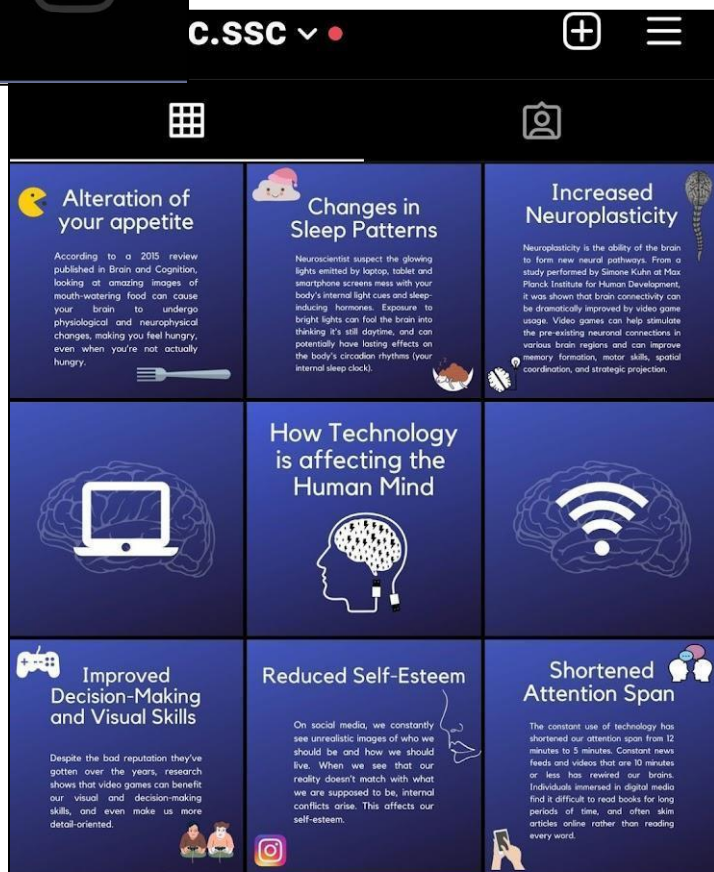 c.ssc
Alteration of
your appetite
According to a 2015 review
published in Brain and Cognition,
looking at amazing images of
mouth-watering food can cause
your brain to undergo
physiological and neurophysical
changes, making you feel hungry,
even when you're not actually
hungry.
Changes in
Sleep Patterns
Neuroscientist suspect the glowing
lights emitted by laptop, tablet and
smartphone screens mess with your
body's internal light cues and sleep-
inducing hormones. Exposure to
bright lights can fool the brain into
thinking it's still daytime, and can
potentially have lasting effects on
the body's circadian rhythms (your
internal sleep clock).
Increased
Neuroplasticity
Neuroplasticity is the ability of the brain
to form new neural pathways. From a
study performed by Simone Kuhn at Max
Planck Institute for Human Development,
it was shown that brain connectivity can
be dramatically improved by video game
usage. Video games can help stimulate
the pre-existing neuronal connections in
various brain regions and can improve
memory formation, motor skills, spatial
coordination, and strategic projection.
How Technology
is affecting the
Human Mind
Improved
Decision-Making
and Visual Skills
Despite the bad reputation they've
gotten over the years, research
shows that video games can benefit
our visual and decision-making
skills, and even make us more
detail-oriented.
Reduced Self-Esteem
On social media, we constantly
see unrealistic images of who we
should be and how we should
live. When we see that our
reality doesn't match with what
we are supposed to be, internal
conflicts arise. This affects our
self-esteem.
Shortened
Attention Span
The constant use of technology has
shortened our attention span from 12
minutes to 5 minutes. Constant news
feeds and videos that are 10 minutes
or less has rewired our brains.
Individuals immersed in digital media
find it difficult to read books for long
periods of time, and often skim
articles online rather than reading
every word.